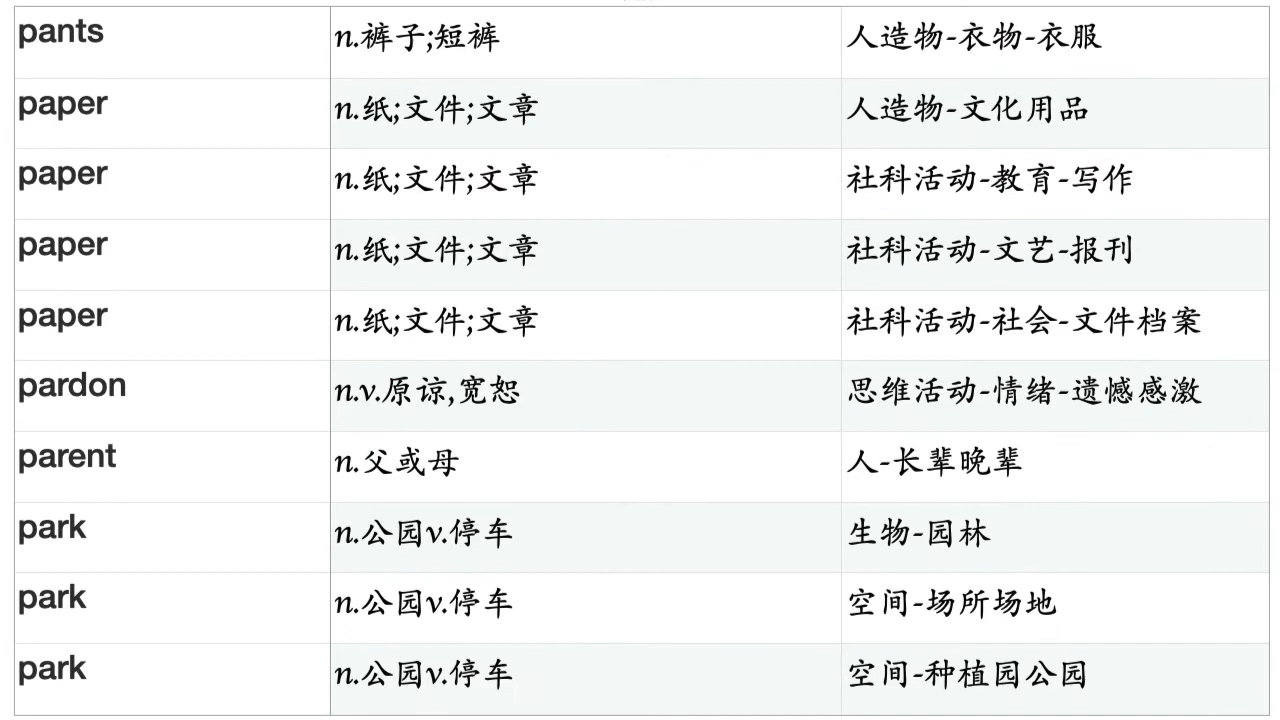 pants n.裤子;短裤 人造物-衣物-衣服
paper n.纸;文件;文章 人造物-文化用品
paper n.纸;文件;文章 社科活动-教育-写作
paper n.纸;文件;文章 社科活动-文艺-报刊
paper n.纸;文件;文章 社科活动-社会-文件档案
pardon n.v.原谅,宽恕 思维活动-情绪-遗憾感激
parent n.父或母 人-长辈晚辈
park n.公园v.停车 生物-园林
park n.公园v.停车 空间-场所场地
park n.公园v.停车 空间-种植园公园